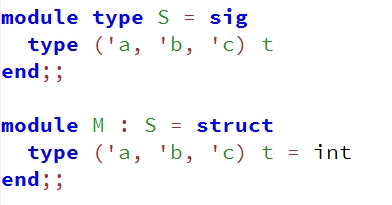 module type S = sig
  type ('a, 'b, 'c) t
end;;

module M : S = struct
  type ('a, 'b, 'c) t = int
end;;